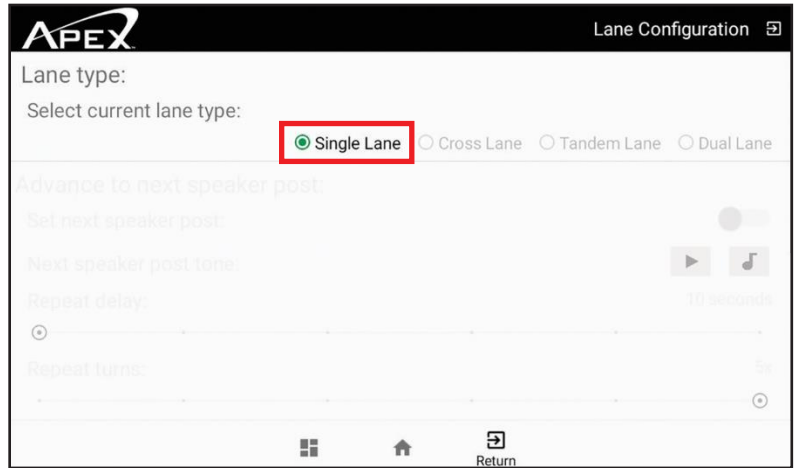 APEX
Lane Configuration
Lane type:
Select current lane type:
Single Lane Cross Lane Tandem Lane Dual Lane
Advance to next speaker post:
Set next speaker post:
Next speaker post tone:
Repeat delay: 10 seconds
Repeat turns: 5x
Return